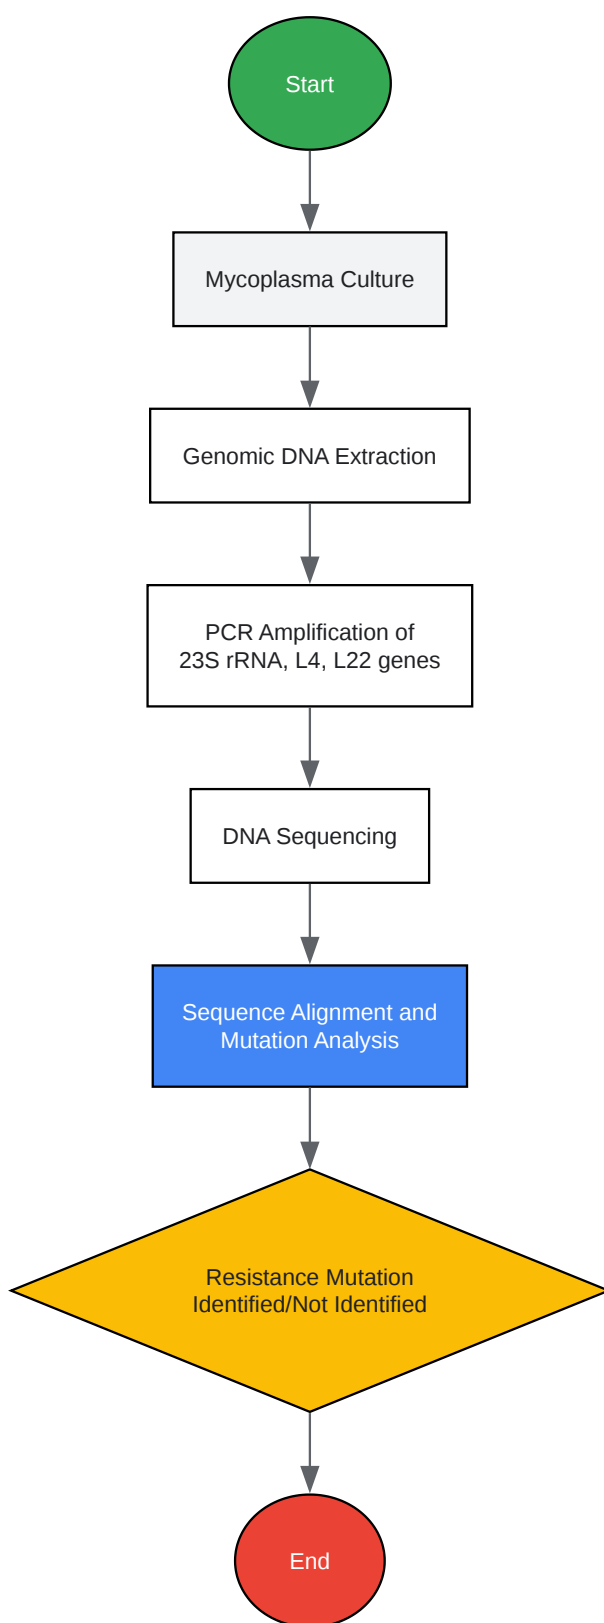 Start
Mycoplasma Culture
Genomic DNA Extraction
PCR Amplification of
23S rRNA, L4, L22 genes
DNA Sequencing
Sequence Alignment and
Mutation Analysis
Resistance Mutation
Identified/Not Identified
End